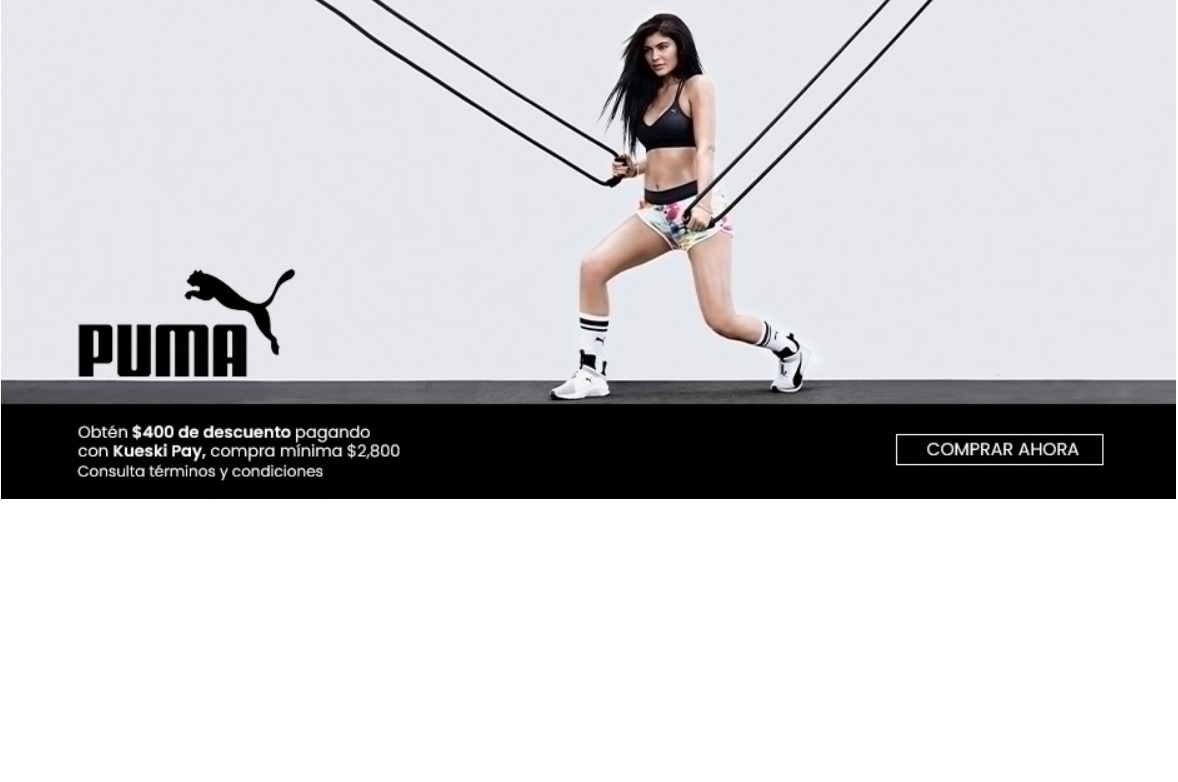 PUMA
Obtén $400 de descuento pagando
con Kueski Pay, compra mínima $2,800
Consulta términos y condiciones
COMPRAR AHORA